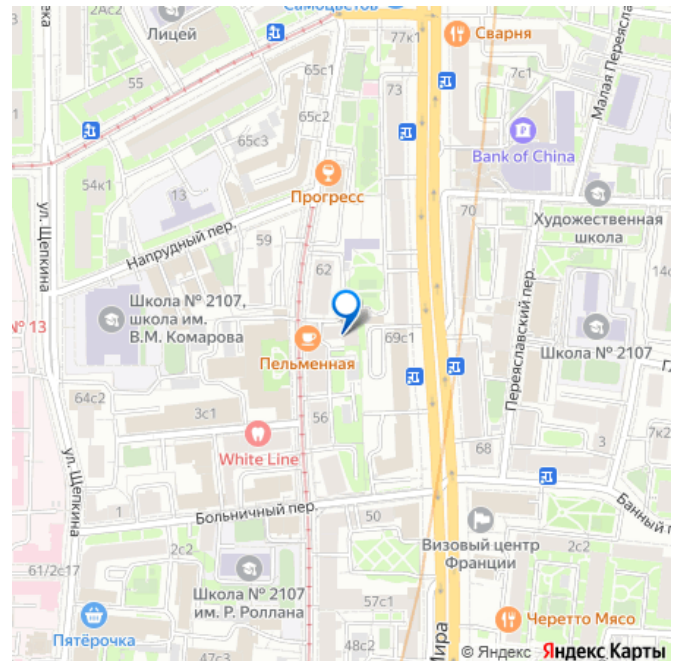 2Ас2
Лицей
Самоцветов
77к1
Сварня
7с1
Малая Переяслав
55
65с1
73
65с2
65с3
Bank of China
54к1
13
Прогресс
70
Художественная
школа
ул. Щепкина
Напрудный пер.
59
62
14с
Переяславский пер.
Школа № 2107,
школа им.
В.М. Комарова
№ 13
69с1
Школа № 2107
Пельменная
64с2
3с1
56
White Line
68
3
7к2
ул. Щепкина
Больничный пер.
1
50
Банный п
2с2
Визовый центр
Франции
2с2
61/2с17
Школа № 2107
им. Р. Роллана
57с1
Черетто Мясо
Пятёрочка
47с3
48с2
Мира
© Яндекс Яндекс Карты